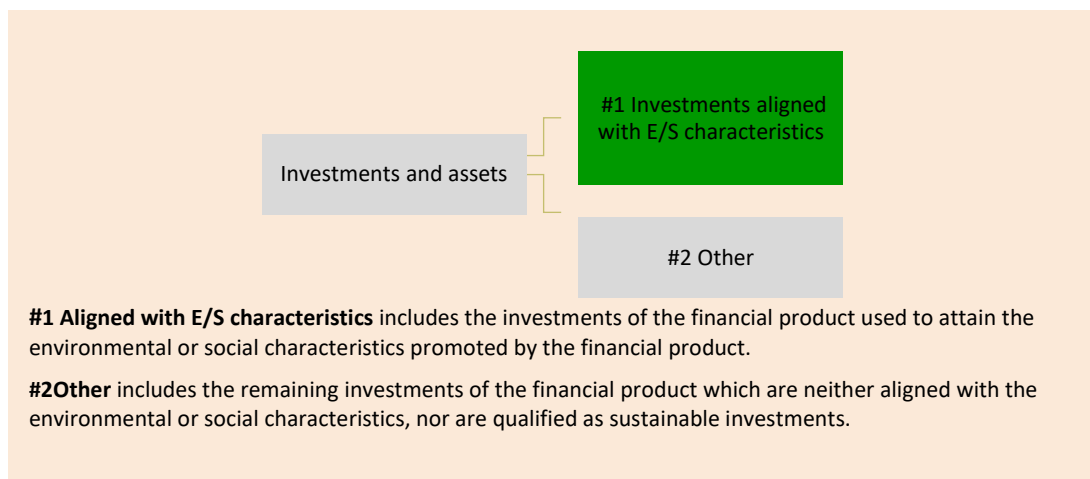 #1 Investments aligned
with E/S characteristics
Investments and assets
#2 Other
#1 Aligned with E/S characteristics includes the investments of the financial product used to attain the
environmental or social characteristics promoted by the financial product.
#2Other includes the remaining investments of the financial product which are neither aligned with the
environmental or social characteristics, nor are qualified as sustainable investments.